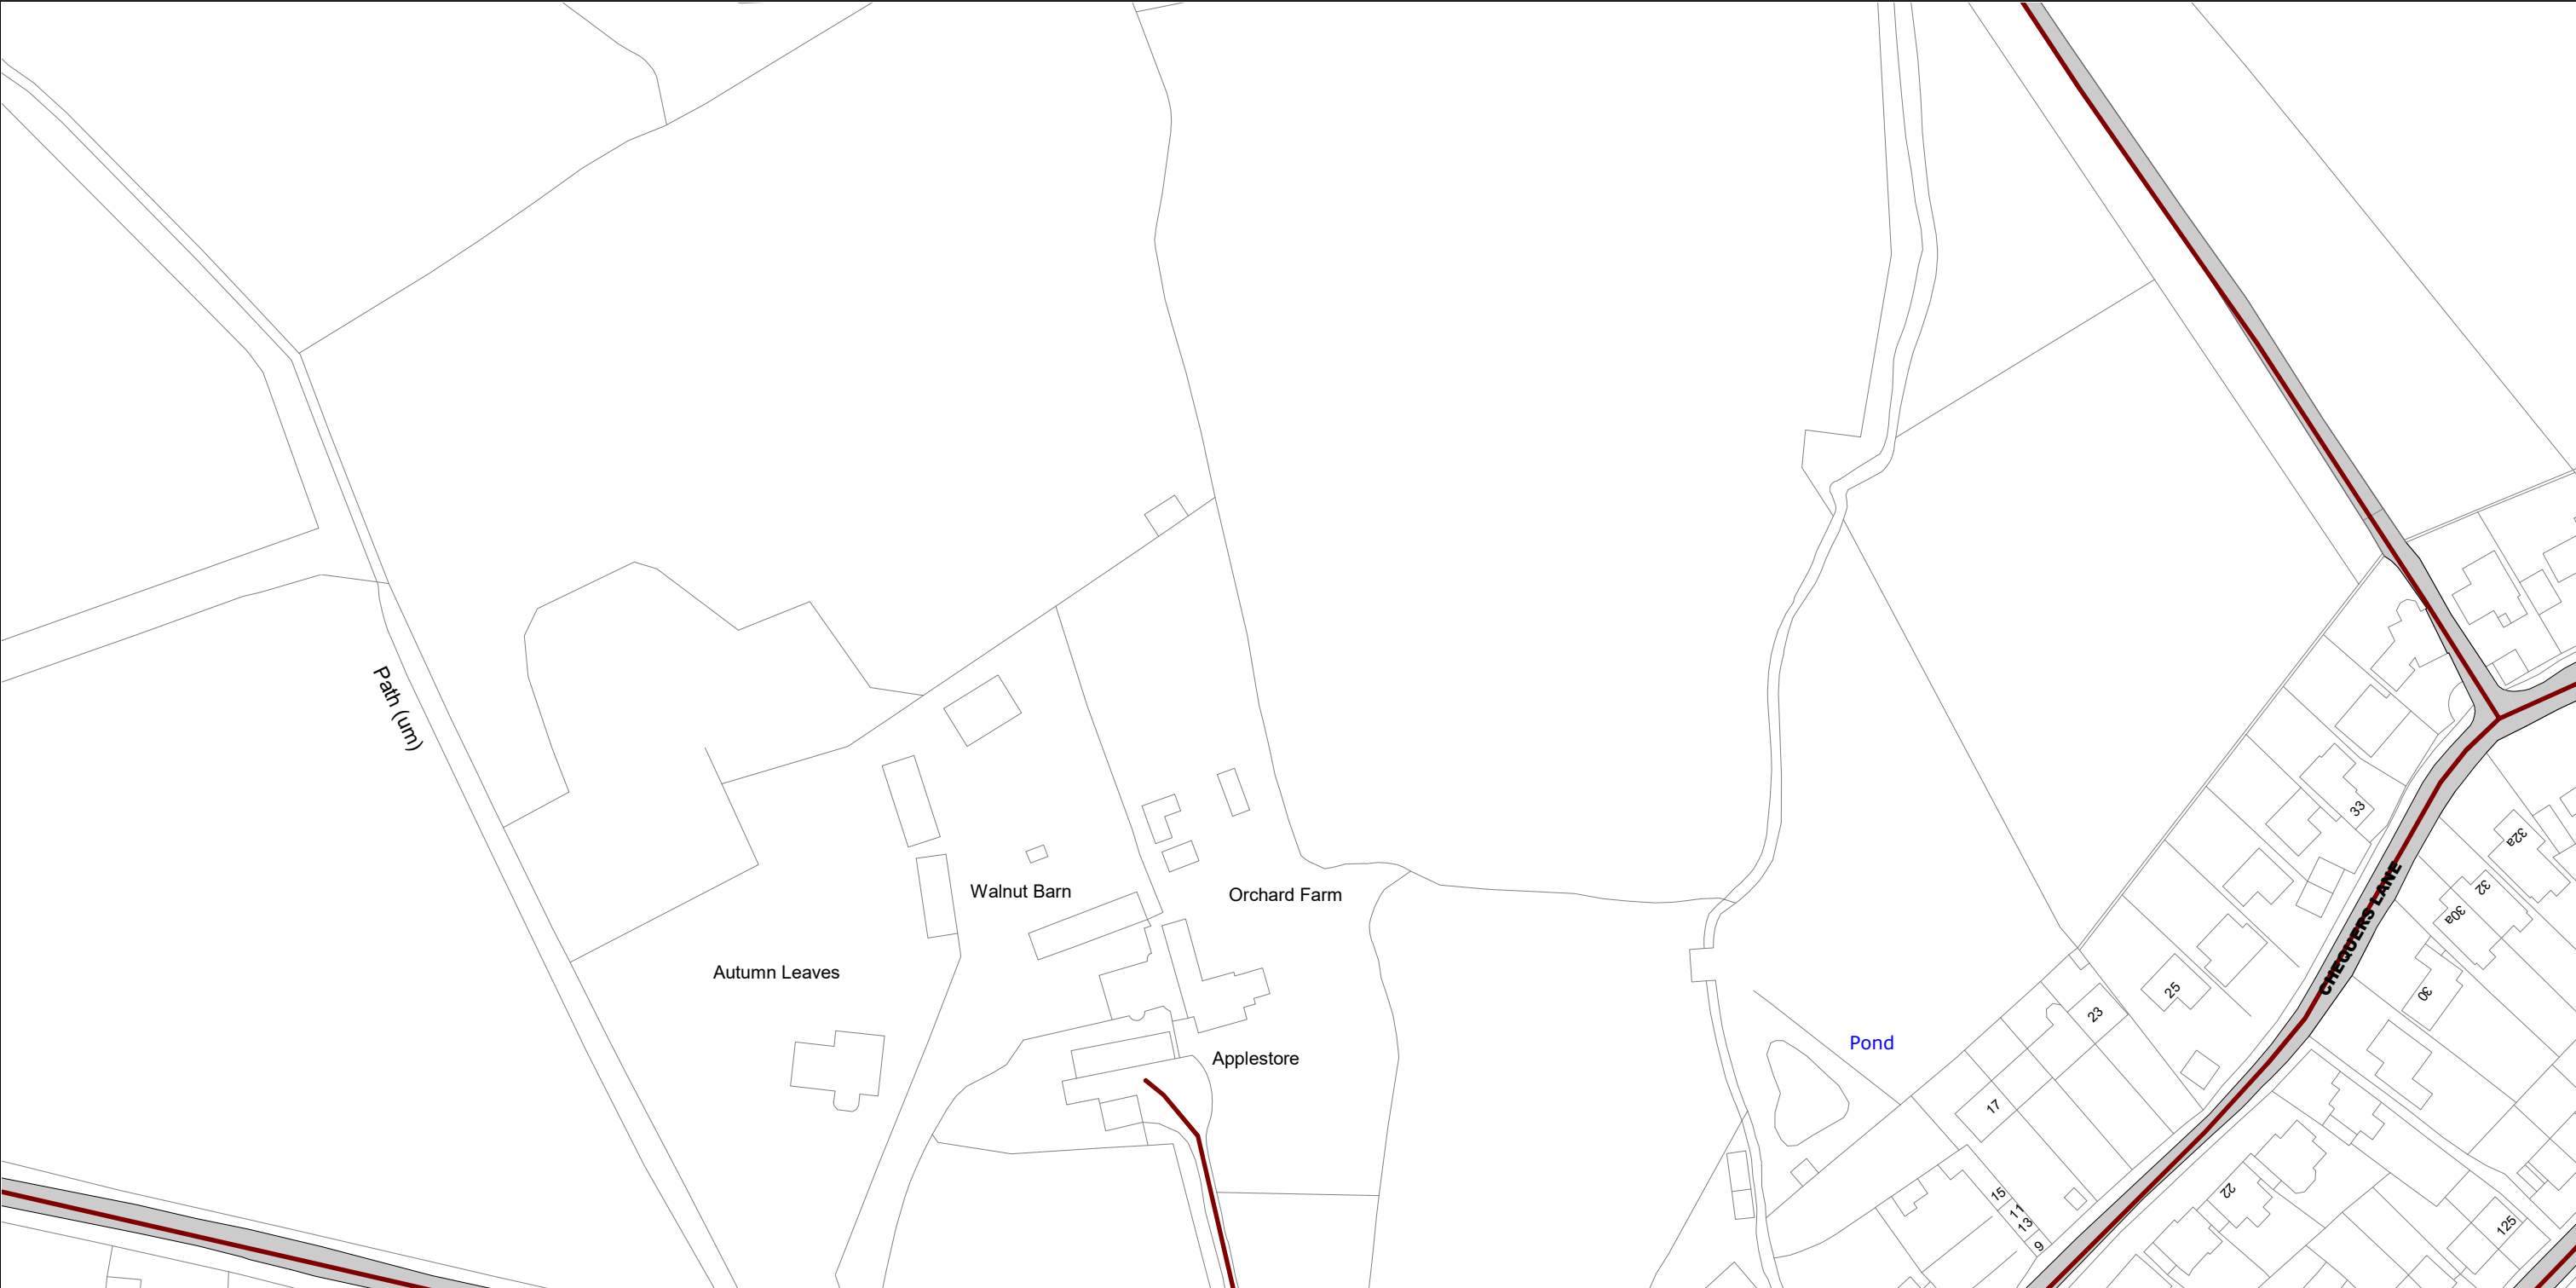 Path (um)
33
32a
32
30a
Walnut Barn
Orchard Farm
CHEQUERS LANE
Autumn Leaves
25
30
23
Pond
Applestore
17
15
22
11
13
125
9